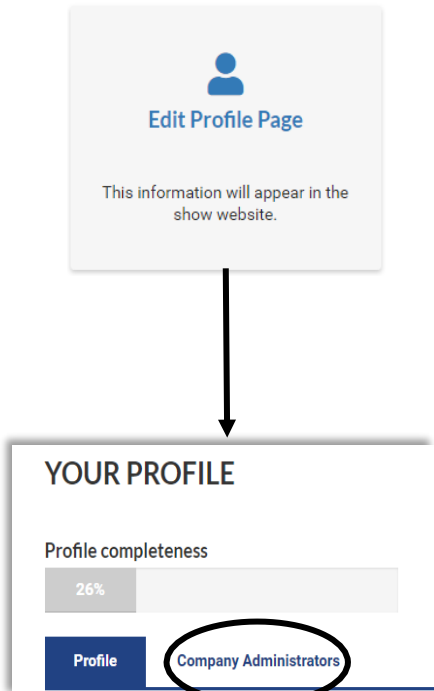 Edit Profile Page
This information will appear in the
show website.
YOUR PROFILE
Profile completeness
26%
Profile
Company Administrators